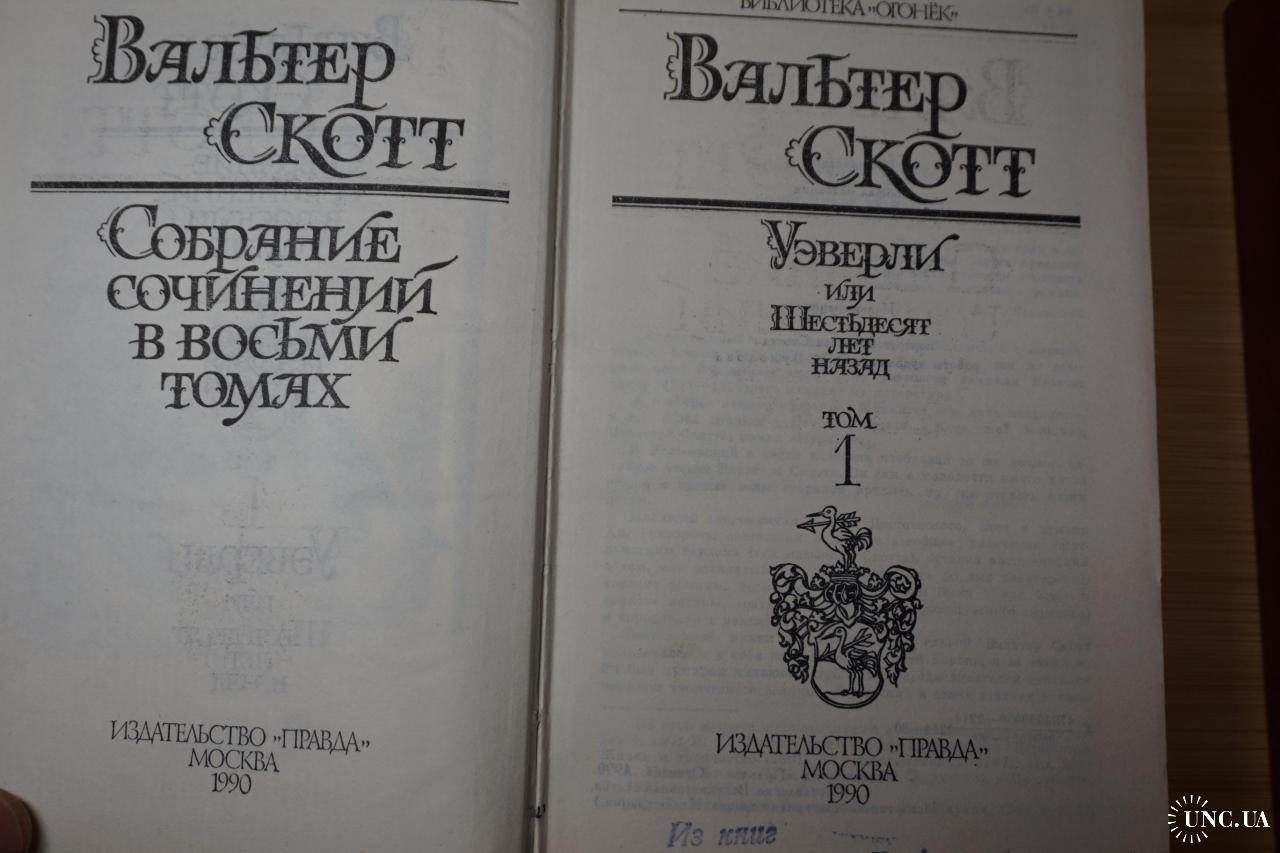 Вальтер
Скотт
Собрание
сочинений
в восьми
томах
ИЗДАТЕЛЬСТВО „ПРАВДА”
МОСКВА
1990
БИБЛИОТЕКА „ОГОНЁК”
Вальтер
Скотт
Уэверли
или
Шестьдесят
лет
назад
том
1
ИЗДАТЕЛЬСТВО „ПРАВДА”
МОСКВА
1990
Из книг
UNC.UA